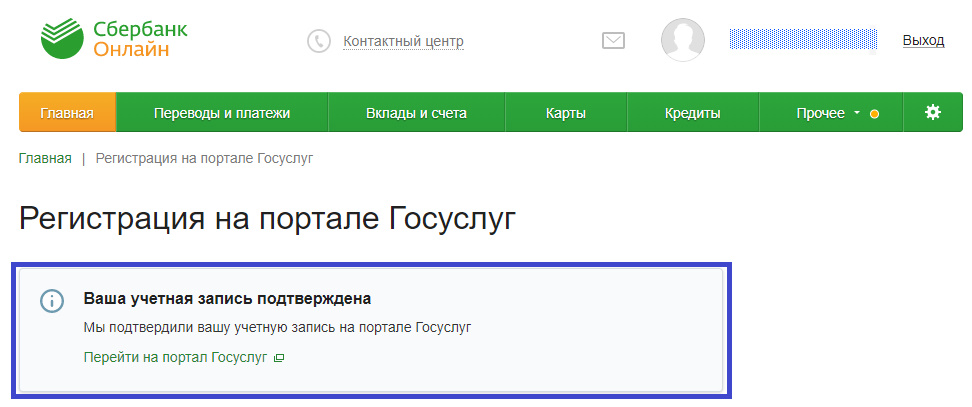 Сбербанк
Онлайн
Контактный центр
Выход
Главная
Переводы и платежи
Вклады и счета
Карты
Кредиты
Прочее
Главная | Регистрация на портале Госуслуг
Регистрация на портале Госуслуг
Ваша учетная запись подтверждена
Мы подтвердили вашу учетную запись на портале Госуслуг
Перейти на портал Госуслуг